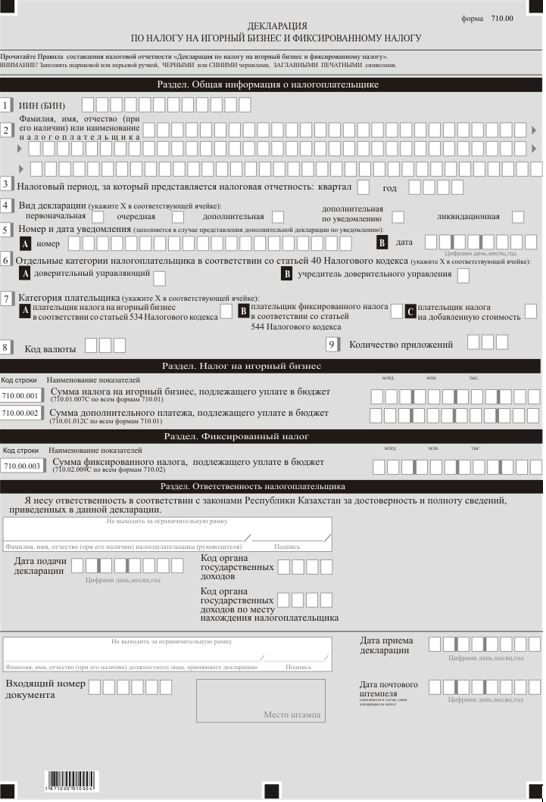 форма 710.00
ДЕКЛАРАЦИЯ
ПО НАЛОГУ НА ИГОРНЫЙ БИЗНЕС И ФИКСИРОВАННОМУ НАЛОГУ
Прочитайте Правила составления налоговой отчетности «Декларация по налогу на игорный бизнес и фиксированному налогу».
ВНИМАНИЕ! Заполнять шариковой или перьевой ручкой, ЧЕРНЫМИ или СИНИМИ чернилами, ЗАГЛАВНЫМИ ПЕЧАТНЫМИ символами.
Раздел. Общая информация о налогоплательщике
1 ИИН (БИН)
Фамилия, имя, отчество (при
2 его наличии) или наименование
налогоплательщика
3 Налоговый период, за который представляется налоговая отчетность: квартал год
4 Вид декларации (укажите X в соответствующей ячейке):
первоначальная очередная дополнительная дополнительная по уведомлению ликвидационная
5 Номер и дата уведомления (заполняется в случае представления дополнительной декларации по уведомлению):
A номер B дата
Цифрами день,месяц,год
6 Отдельные категории налогоплательщика в соответствии со статьей 40 Налогового кодекса (укажите X в соответствующей ячейке):
A доверительный управляющий B учредитель доверительного управления
7 Категория плательщика (укажите X в соответствующей ячейке):
A плательщик налога на игорный бизнес в соответствии со статьей 534 Налогового кодекса
B плательщик фиксированного налога в соответствии со статьей 544 Налогового кодекса
C плательщик налога на добавленную стоимость
8 Код валюты
9 Количество приложений
Раздел. Налог на игорный бизнес
Код строки Наименование показателей млрд. млн. тыс.
710.00.001 Сумма налога на игорный бизнес, подлежащего уплате в бюджет
(710.01.007С по всем формам 710.01)
710.00.002 Сумма дополнительного платежа, подлежащего уплате в бюджет
(710.01.012С по всем формам 710.01)
Раздел. Фиксированный налог
Код строки Наименование показателей млрд. млн. тыс.
710.00.003 Сумма фиксированного налога, подлежащего уплате в бюджет
(710.02.009С по всем формам 710.02)
Раздел. Ответственность налогоплательщика
Я несу ответственность в соответствии с законами Республики Казахстан за достоверность и полноту сведений,
приведенных в данной декларации.
Не выходить за ограничительную рамку
/ /
Фамилия, имя, отчество (при его наличии) налогоплательщика (руководителя) Подпись
Дата подачи
декларации
Цифрами день,месяц,год
Код органа
государственных
доходов
Код органа
государственных
доходов по месту
нахождения налогоплательщика
Не выходить за ограничительную рамку
/ /
Фамилия, имя, отчество (при его наличии) должностного лица, принявшего декларацию Подпись
Дата приема
декларации
Цифрами день,месяц,год
Входящий номер
документа
Место штампа
Дата почтового
штемпеля
Цифрами день,месяц,год